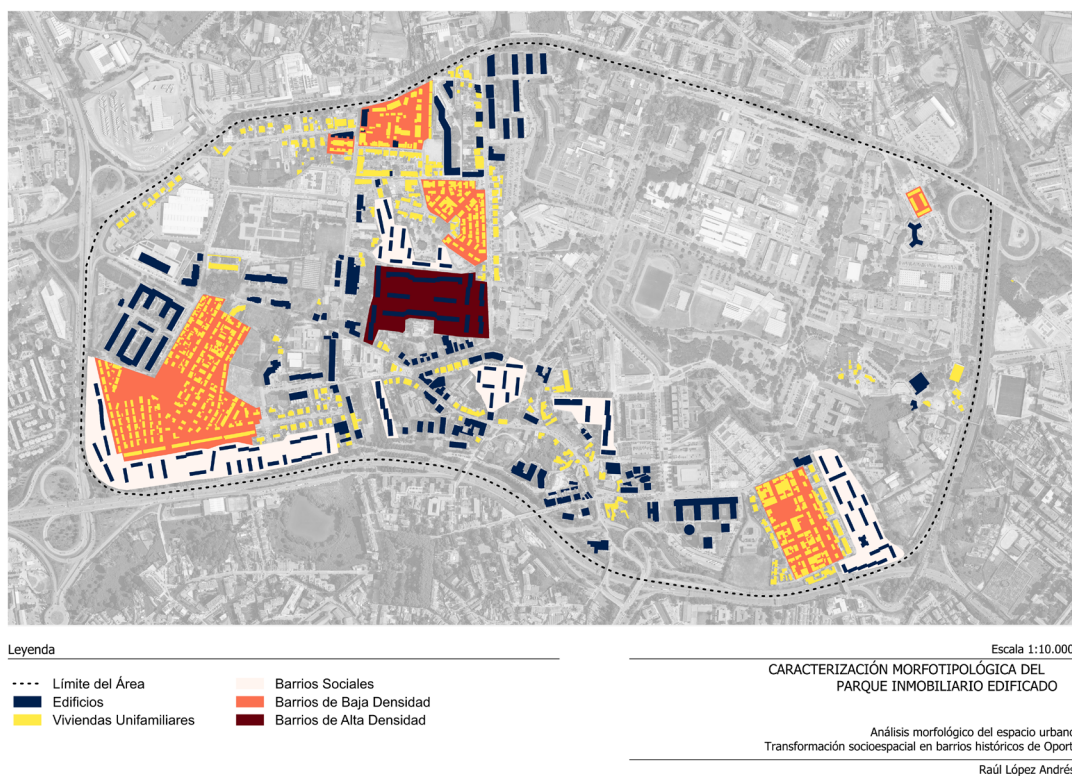 Leyenda
Límite del Área
Edificios
Viviendas Unifamiliares
Barrios Sociales
Barrios de Baja Densidad
Barrios de Alta Densidad
Escala 1:10.000
CARACTERIZACIÓN MORFOTIPOLÓGICA DEL
PARQUE INMOBILIARIO EDIFICADO
Análisis morfológico del espacio urbano
Transformación socioespacial en barrios históricos de Oport
Raúl López Andrés